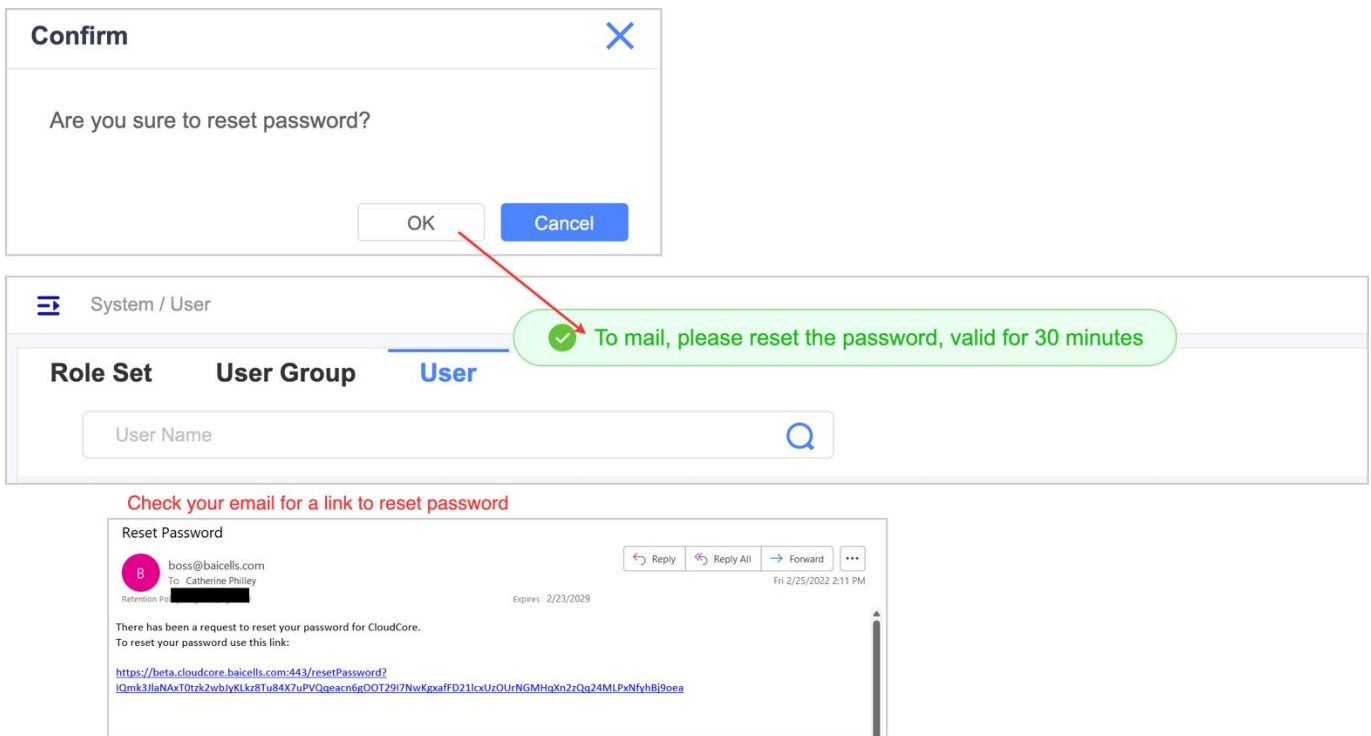 Confirm
Are you sure to reset password?
OK
Cancel
System / User
To mail, please reset the password, valid for 30 minutes
Role Set
User Group
User
User Name
Check your email for a link to reset password
Reset Password
B
boss@baicells.com
To Catherine Philley
Reply
Reply All
Forward
Fri 2/25/2022 2:11 PM
Retention
Expires 2/23/2029
There has been a request to reset your password for CloudCore.
To reset your password use this link:
https://beta.cloudcore.baicells.com:443/resetPassword?